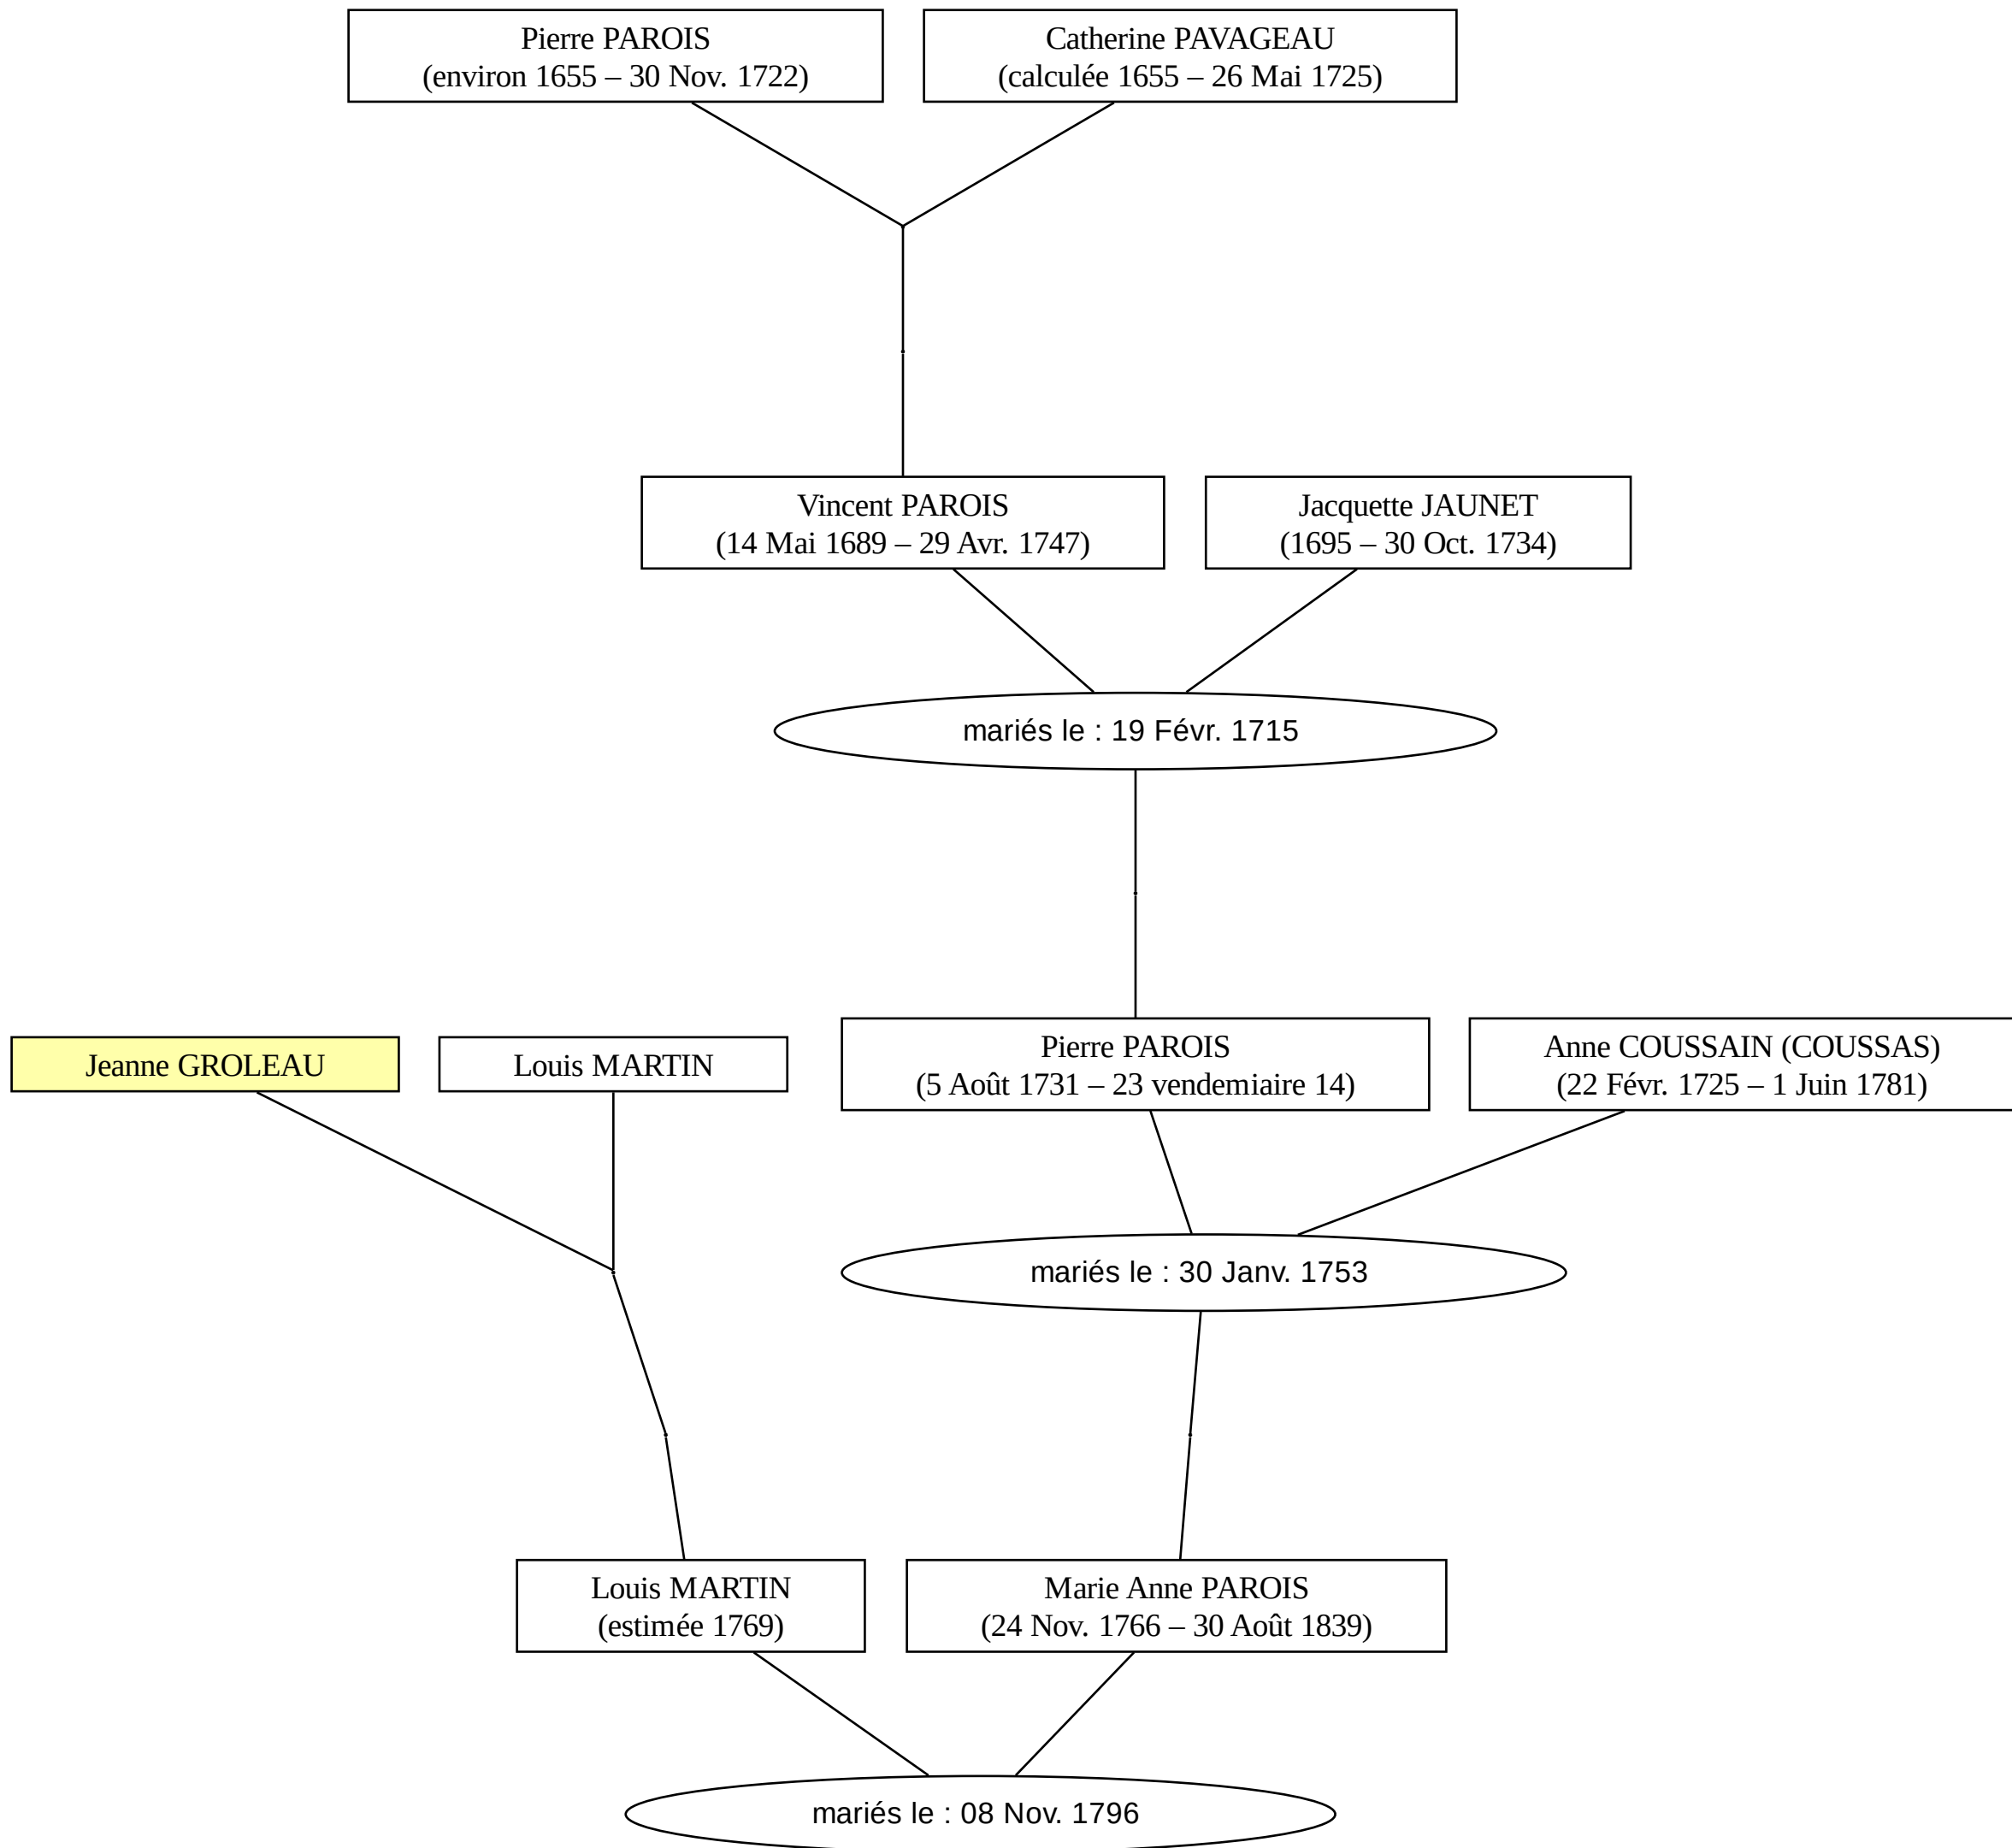 Pierre PAROIS
(environ 1655 – 30 Nov. 1722)
Catherine PAVAGEAU
(calculée 1655 – 26 Mai 1725)
Vincent PAROIS
(14 Mai 1689 – 29 Avr. 1747)
Jacquette JAUNET
(1695 – 30 Oct. 1734)
mariés le : 19 Févr. 1715
Jeanne GROLEAU
Louis MARTIN
Pierre PAROIS
(5 Août 1731 – 23 vendemiaire 14)
Anne COUSSAIN (COUSSAS)
(22 Févr. 1725 – 1 Juin 1781)
mariés le : 30 Janv. 1753
Louis MARTIN
(estimée 1769)
Marie Anne PAROIS
(24 Nov. 1766 – 30 Août 1839)
mariés le : 08 Nov. 1796